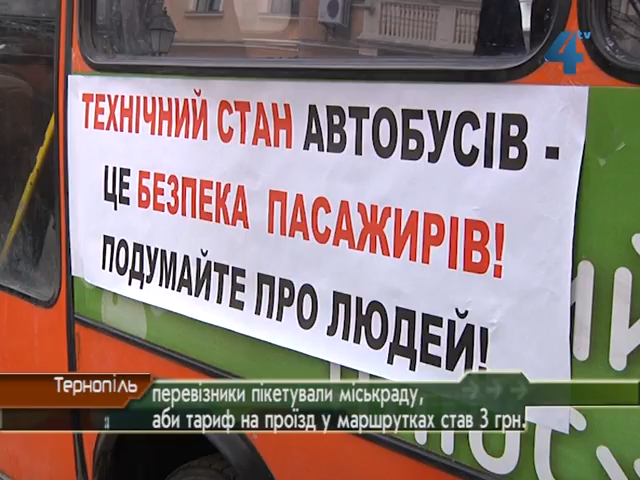 4 tv
ТЕХНІЧНИЙ СТАН АВТОБУСІВ -
ЦЕ БЕЗПЕКА ПАСАЖИРІВ!
ПОДУМАЙТЕ ПРО ЛЮДЕЙ!
Тернопіль
перевізники пікетували міськраду,
аби тариф на проїзд у маршрутках став 3 грн.